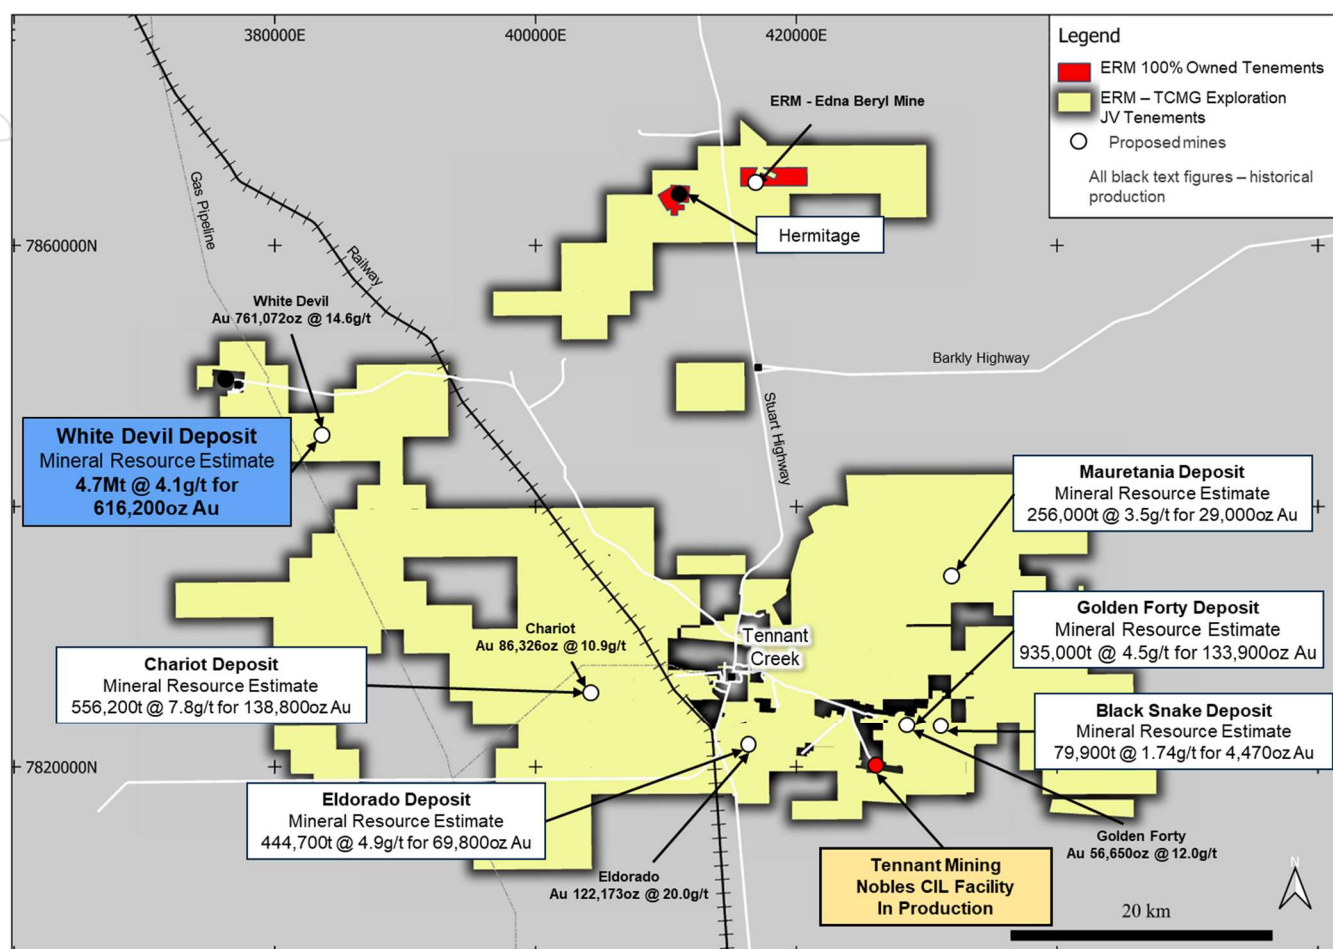 380000E
400000E
420000E
Legend
ERM 100% Owned Tenements
ERM – TCMG Exploration
JV Tenements
Proposed mines
All black text figures – historical
production
ERM - Edna Beryl Mine
Gas Pipeline
Hermitage
7860000N
Railway
White Devil
Au 761,072oz @ 14.6g/t
Barkly Highway
Stuart Highway
White Devil Deposit
Mineral Resource Estimate
4.7Mt @ 4.1g/t for
616,200oz Au
Mauretania Deposit
Mineral Resource Estimate
256,000t @ 3.5g/t for 29,000oz Au
Golden Forty Deposit
Mineral Resource Estimate
935,000t @ 4.5g/t for 133,900oz Au
Chariot
Au 86,326oz @ 10.9g/t
Tennant
Creek
Chariot Deposit
Mineral Resource Estimate
556,200t @ 7.8g/t for 138,800oz Au
Black Snake Deposit
Mineral Resource Estimate
79,900t @ 1.74g/t for 4,470oz Au
7820000N
Eldorado Deposit
Mineral Resource Estimate
444,700t @ 4.9g/t for 69,800oz Au
Golden Forty
Au 56,650oz @ 12.0g/t
Eldorado
Au 122,173oz @ 20.0g/t
Tennant Mining
Nobles CIL Facility
In Production
N
20 km